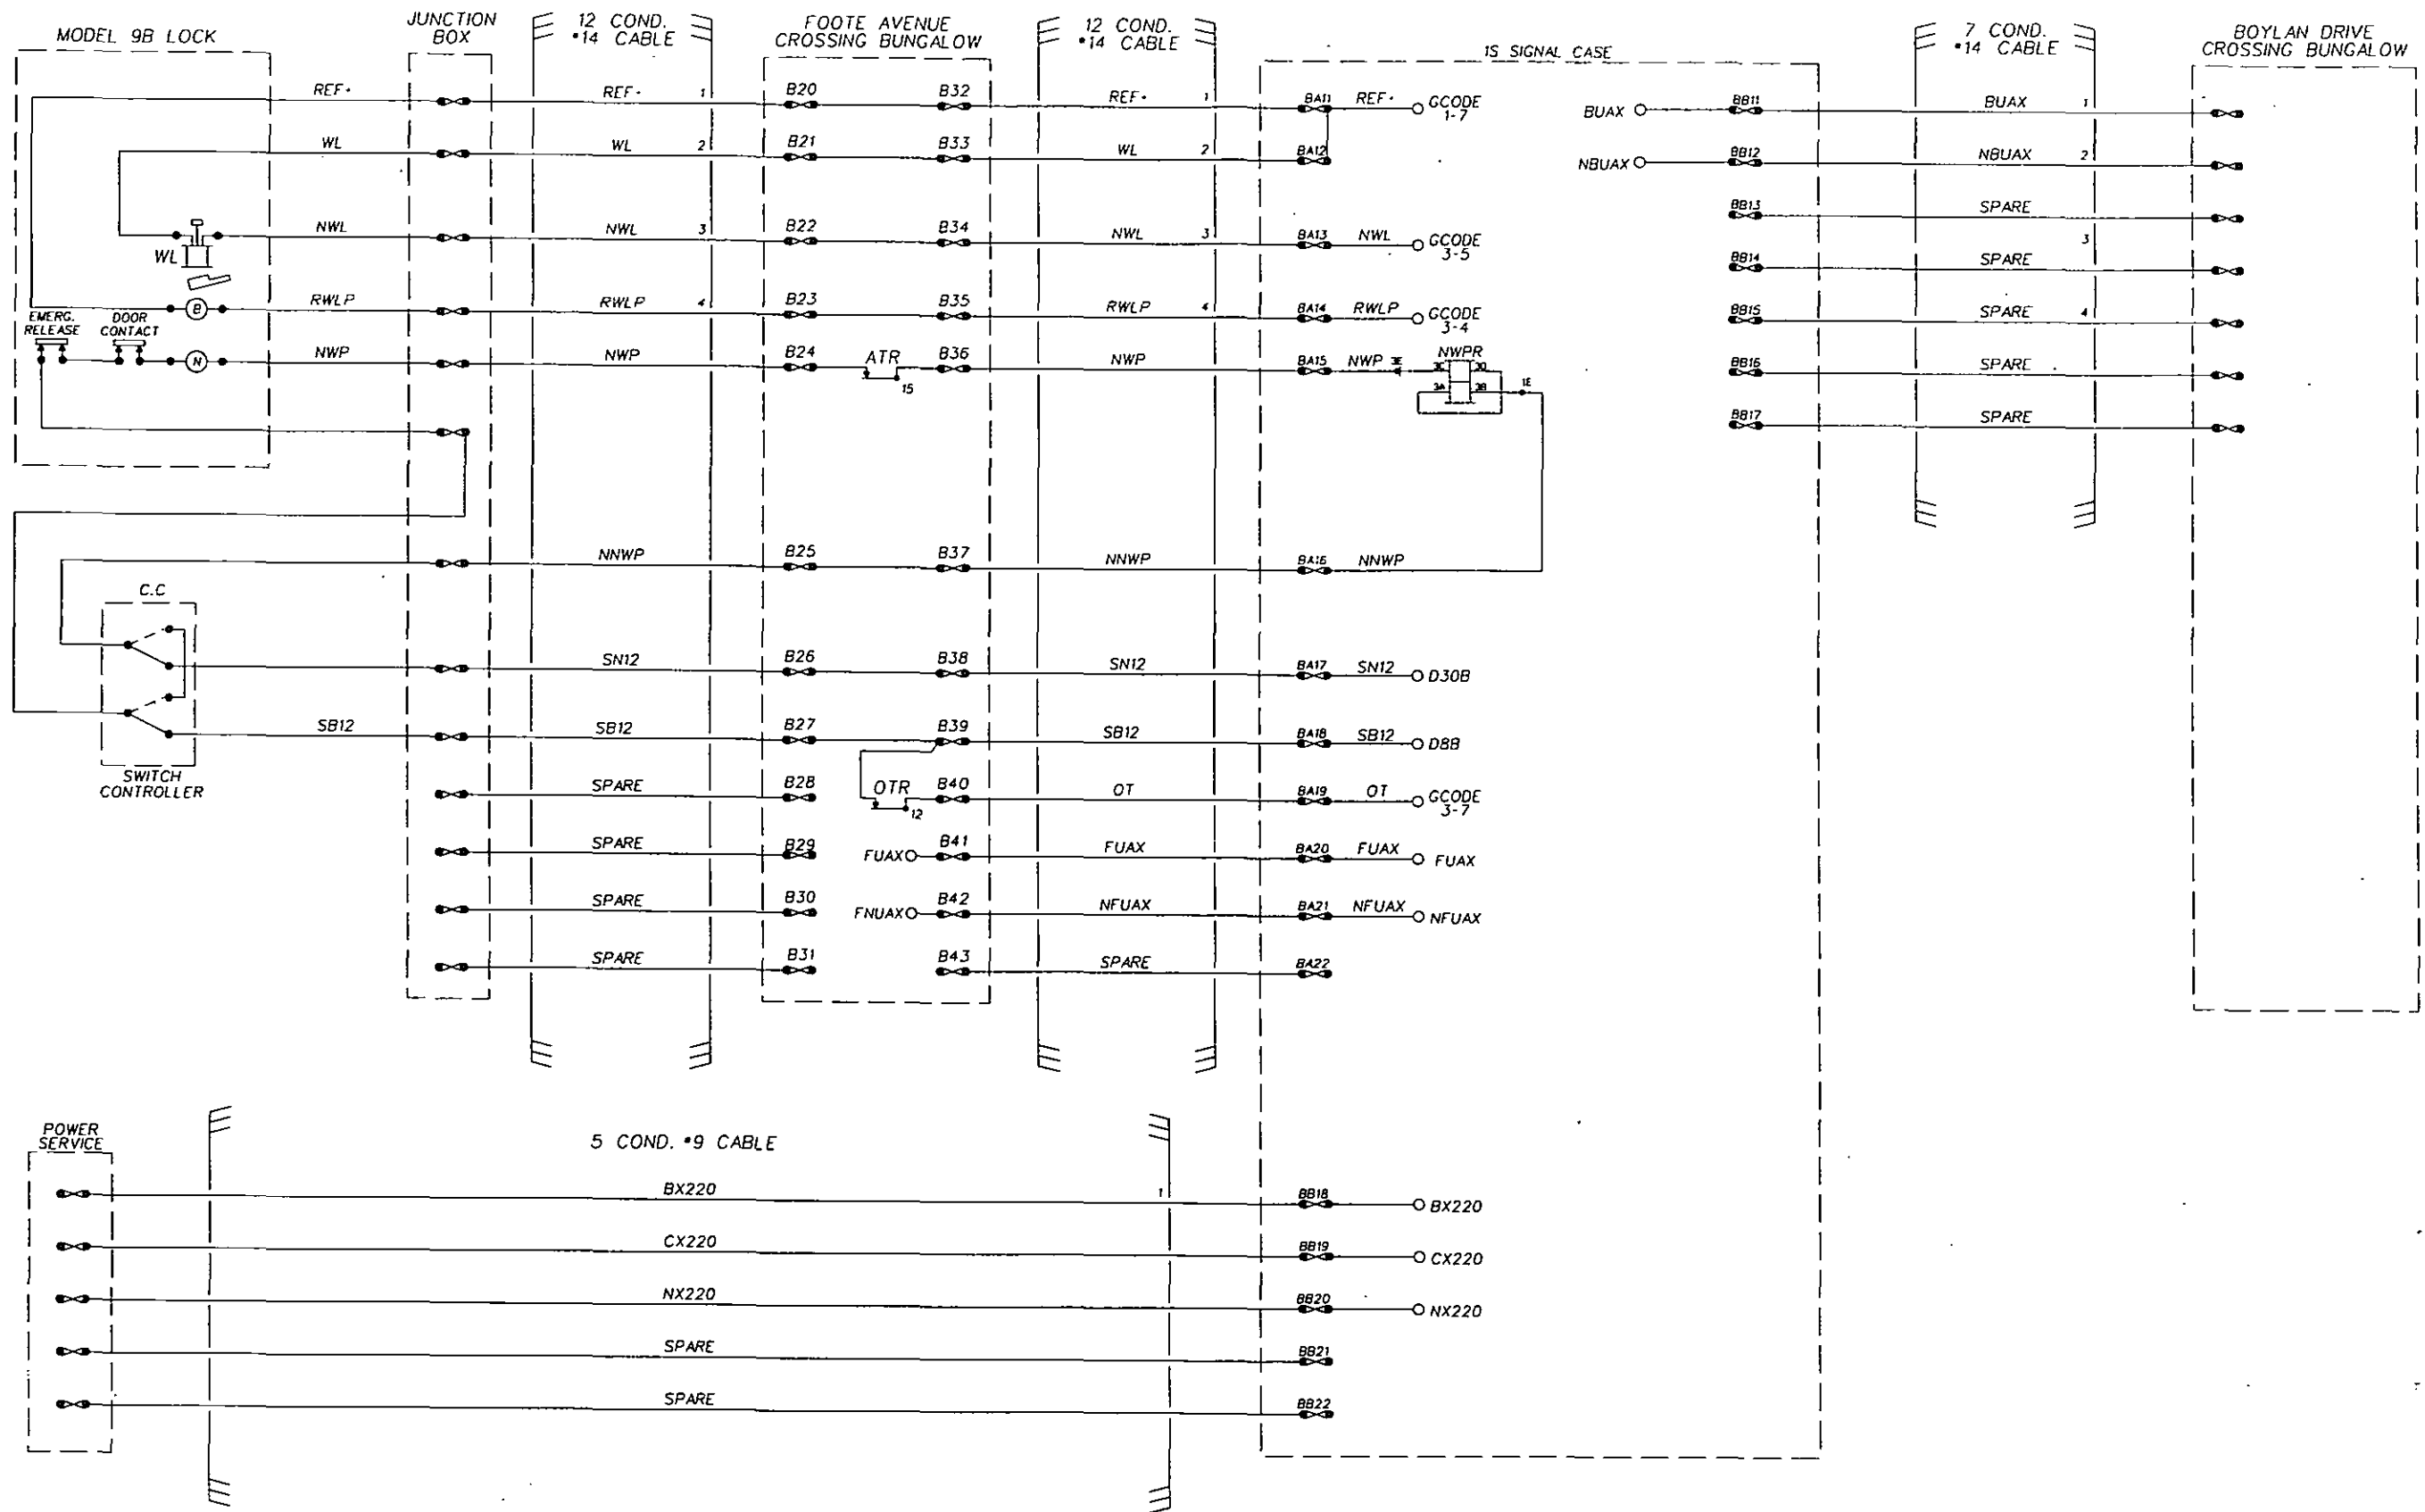 MODEL 9B LOCK
JUNCTION
BOX
12 COND.
•14 CABLE
FOOTE AVENUE
CROSSING BUNGALOW
12 COND.
•14 CABLE
1S SIGNAL CASE
7 COND.
•14 CABLE
BOYLAN DRIVE
CROSSING BUNGALOW
REF+ REF+ 1 B20 B32 REF+ 1 BA11 REF+ GCODE
1-7
BUAX BB11 BUAX 1
WL WL 2 B21 B33 WL 2 BA12
NBUAX BB12 NBUAX 2
BB13 SPARE
NWL NWL 3 B22 B34 NWL 3 BA13 NWL GCODE
3-5
3
WL
BB14 SPARE
RWLP RWLP 4 B23 B35 RWLP 4 BA14 RWLP GCODE
3-4
B
BB15 SPARE 4
EMERG.
RELEASE
DOOR
CONTACT
N
NWP NWP B24 ATR B36 NWP BA15 NWP 3E NWPR
15
3C 3D
3A 3B 1E
BB16 SPARE
BB17 SPARE
NNWP B25 B37 NNWP BA16 NNWP
C.C
SN12 B26 B38 SN12 BA17 SN12 D30B
SB12 SB12 B27 B39 SB12 BA18 SB12 D8B
SWITCH
CONTROLLER
SPARE B28 OTR B40 OT BA19 OT GCODE
3-7
12
SPARE B29 FUAX B41 FUAX BA20 FUAX FUAX
SPARE B30 FNUAX B42 NFUAX BA21 NFUAX NFUAX
SPARE B31 B43 SPARE BA22
POWER
SERVICE
5 COND. •9 CABLE
BX220 1 BB18 BX220
CX220 BB19 CX220
NX220 BB20 NX220
SPARE BB21
SPARE BB22